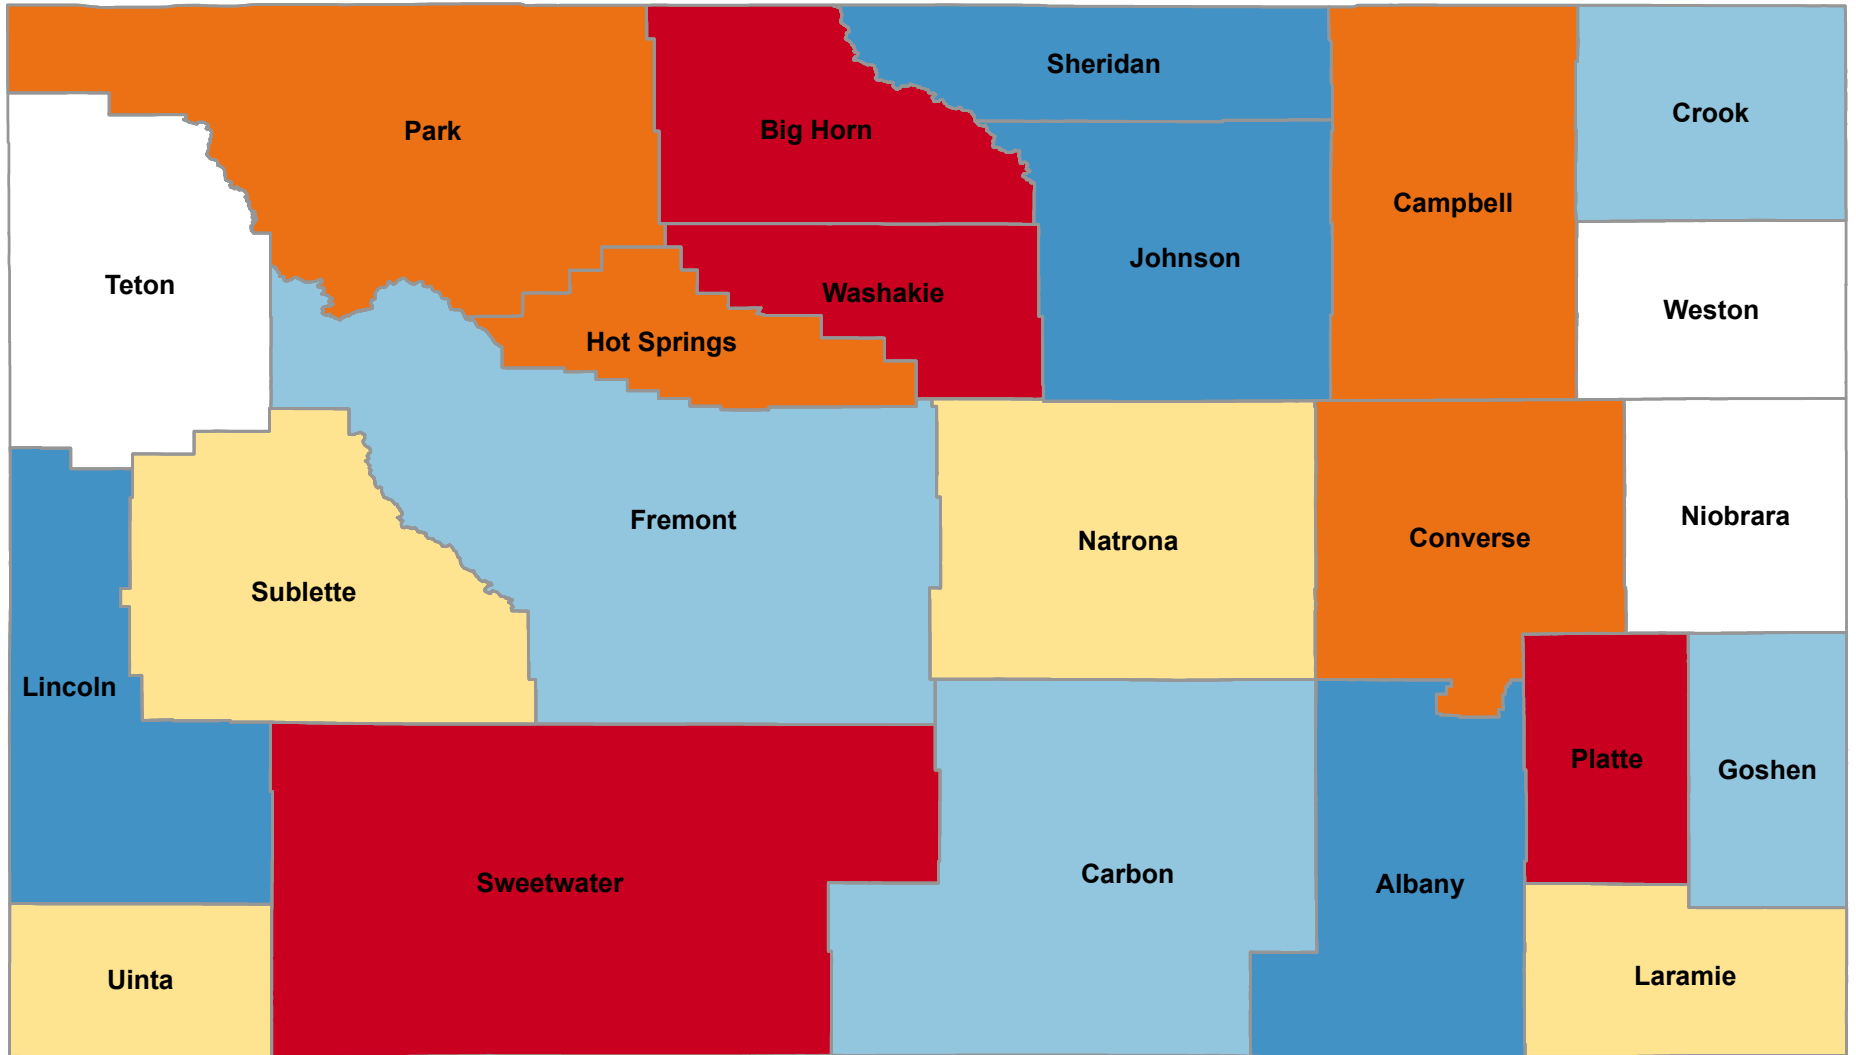 Sheridan
Crook
Park
Big Horn
Campbell
Johnson
Teton
Washakie
Weston
Hot Springs
Fremont
Niobrara
Converse
Natrona
Sublette
Lincoln
Platte
Goshen
Carbon
Sweetwater
Albany
Laramie
Uinta